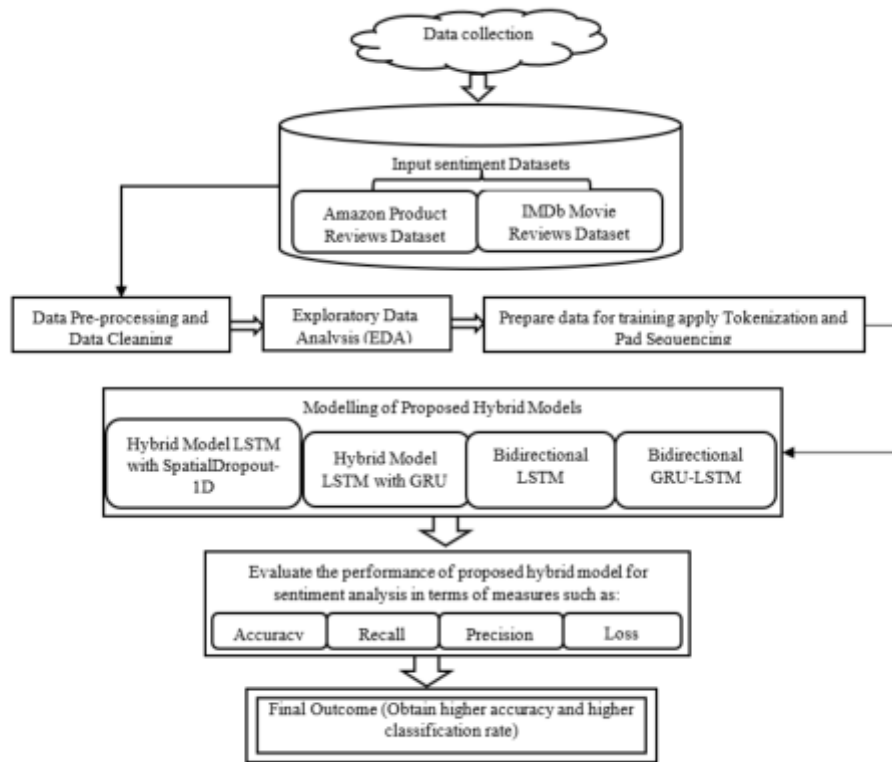 Data collection
Input sentiment Datasets
Amazon Product
Reviews Dataset
IMDb Movie
Reviews Dataset
Data Pre-processing and
Data Cleaning
Exploratory Data
Analysis (EDA)
Prepare data for training apply Tokenization and
Pad Sequencing
Modelling of Proposed Hybrid Models
Hybrid Model LSTM
with SpatialDropout-
1D
Hybrid Model
LSTM with GRU
Bidirectional
LSTM
Bidirectional
GRU-LSTM
Evaluate the performance of proposed hybrid model for
sentiment analysis in terms of measures such as:
Accuracy
Recall
Precision
Loss
Final Outcome (Obtain higher accuracy and higher
classification rate)